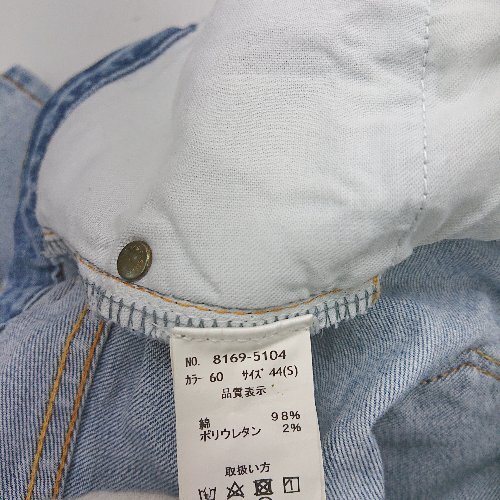 NO. 8169-5104
カラー 60 サイズ 44(S)
品質表示
綿 98%
ポリウレタン 2%
取扱い方